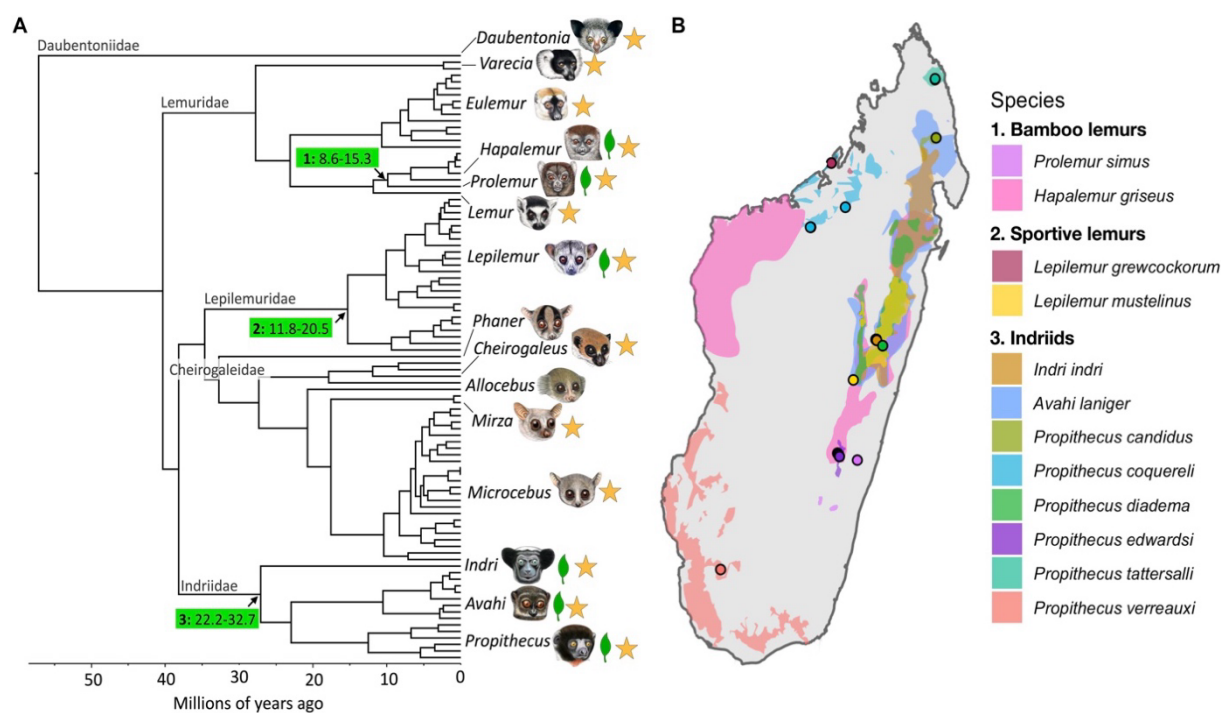 A
Daubentoniidae
Daubentonia
Varecia
Lemuridae
Eulemur
1: 8.6-15.3
Hapalemur
Prolemur
Lemur
Lepilemur
Lepilemuridae
2: 11.8-20.5
Phaner
Cheirogaleus
Cheirogaleidae
Allocebus
Mirza
Microcebus
Indri
Indriidae
Avahi
3: 22.2-32.7
Propithecus
50 40 30 20 10 0
Millions of years ago
B
Species
1. Bamboo lemurs
Prolemur simus
Hapalemur griseus
2. Sportive lemurs
Lepilemur grewcockorum
Lepilemur mustelinus
3. Indriids
Indri indri
Avahi laniger
Propithecus candidus
Propithecus coquereli
Propithecus diadema
Propithecus edwardsi
Propithecus tattersalli
Propithecus verreauxi